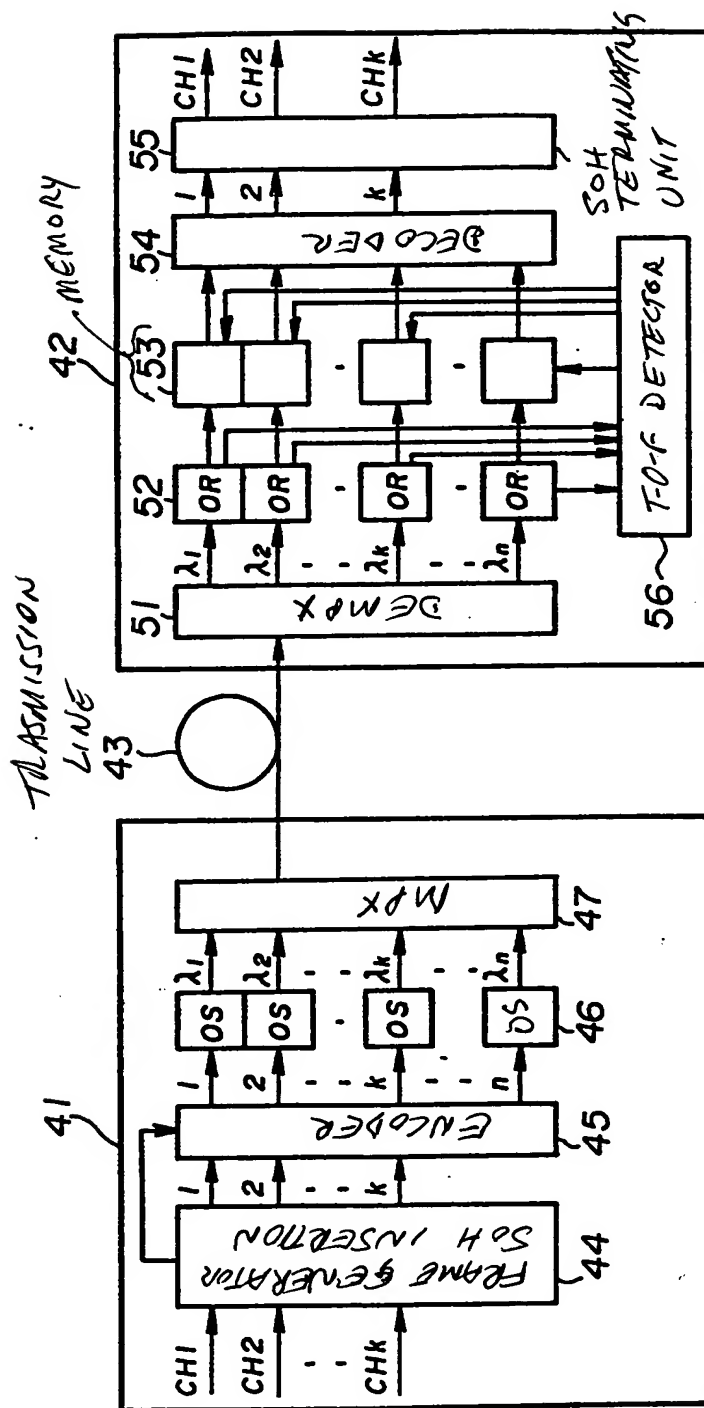 41
CH1
CH2
CHk
FRAME GENERATOR
& SOH INSERTION
44
1
2
k
ENCODER
45
1
2
k
n
OS
OS
OS
OS
46
λ1
λ2
λk
λn
MPX
47
TRASMISSION
LINE
43
42
51
DEMPX
λ1
λ2
λk
λn
52
OR
OR
OR
OR
MEMORY
53
54
DECODER
1
2
k
55
CH1
CH2
CHk
SOH
TERMINATING
UNIT
T-O-F DETECTOR
56